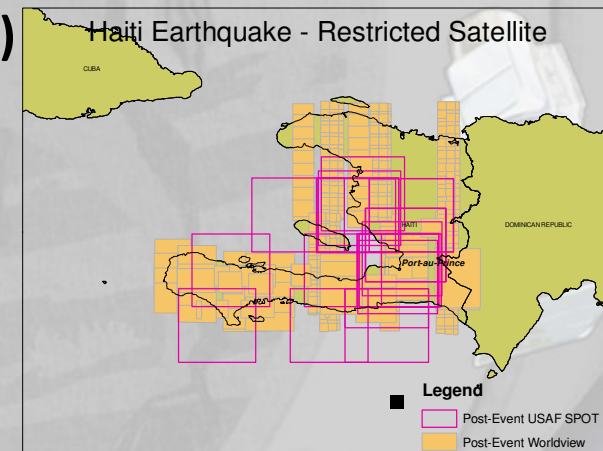 )
Haiti Earthquake - Restricted Satellite
CUBA
HAITI
DOMINICAN REPUBLIC
Port-au-Prince
Legend
Post-Event USAF SPOT
Post-Event Worldview